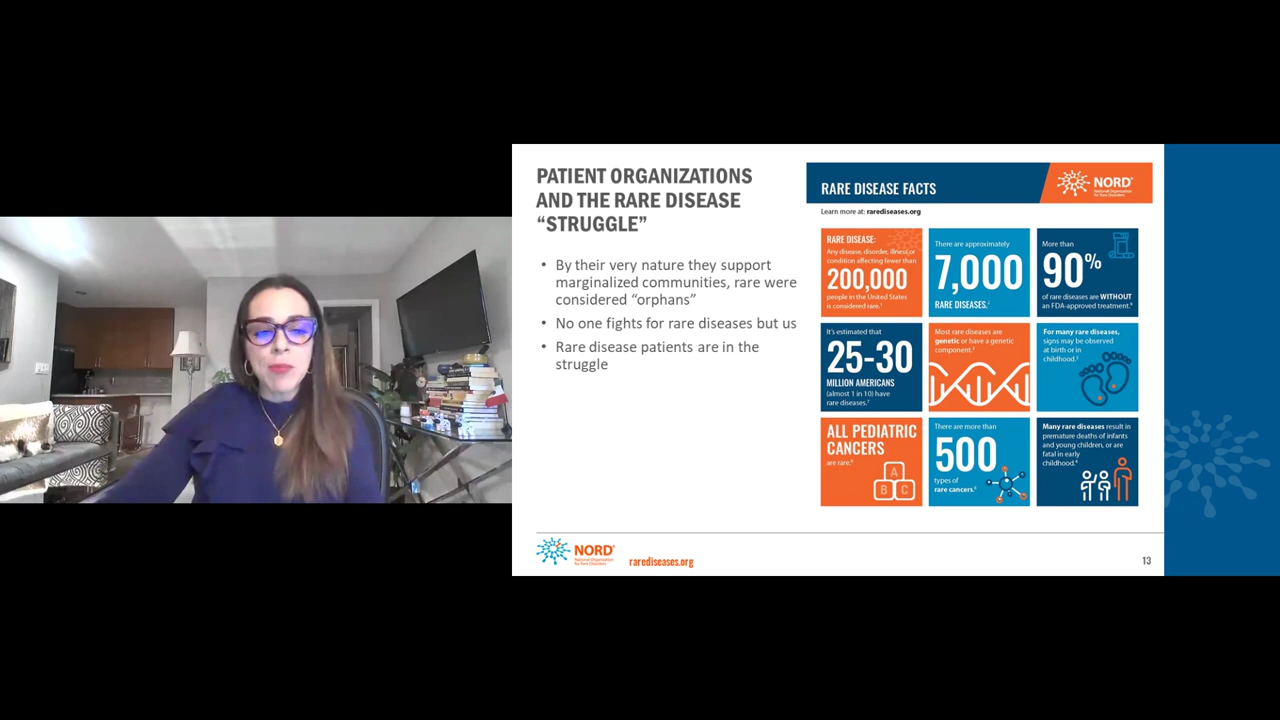 PATIENT ORGANIZATIONS
AND THE RARE DISEASE
“STRUGGLE”
• By their very nature they support
marginalized communities, rare were
considered “orphans”
• No one fights for rare diseases but us
• Rare disease patients are in the
struggle
RARE DISEASE FACTS
NORD®
National Organization
for Rare Disorders
Learn more at: rarediseases.org
RARE DISEASE:
Any disease, disorder, illness or
condition affecting fewer than
200,000
people in the United States
is considered rare.¹
There are approximately
7,000
RARE DISEASES.
More than
90%
of rare diseases are WITHOUT
an FDA-approved treatment.
It’s estimated that
25-30
MILLION AMERICANS
(almost 1 in 10) have
rare diseases.
Most rare diseases are
genetic or have a genetic
component.
For many rare diseases,
signs may be observed
at birth or in
childhood.
ALL PEDIATRIC
CANCERS
are rare.
A
B C
There are more than
500
types of
rare cancers.
Many rare diseases result in
premature deaths of infants
and young children, or are
fatal in early
childhood.
NORD®
National Organization
for Rare Disorders
rarediseases.org
13